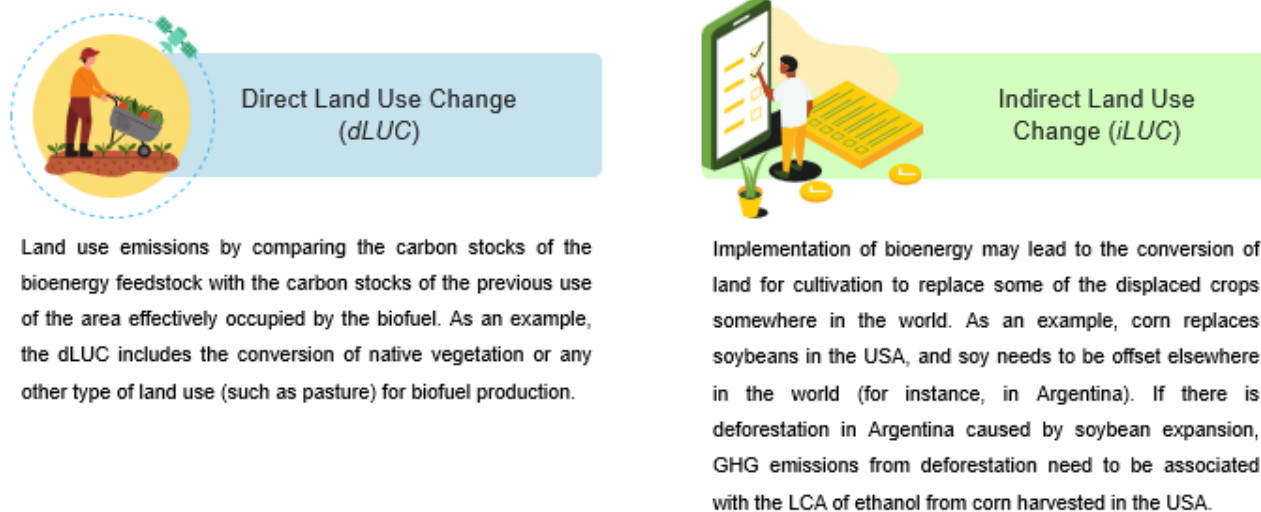 Direct Land Use Change
(dLUC)
Land use emissions by comparing the carbon stocks of the
bioenergy feedstock with the carbon stocks of the previous use
of the area effectively occupied by the biofuel. As an example,
the dLUC includes the conversion of native vegetation or any
other type of land use (such as pasture) for biofuel production.
Indirect Land Use
Change (iLUC)
Implementation of bioenergy may lead to the conversion of
land for cultivation to replace some of the displaced crops
somewhere in the world. As an example, corn replaces
soybeans in the USA, and soy needs to be offset elsewhere
in the world (for instance, in Argentina). If there is
deforestation in Argentina caused by soybean expansion,
GHG emissions from deforestation need to be associated
with the LCA of ethanol from corn harvested in the USA.